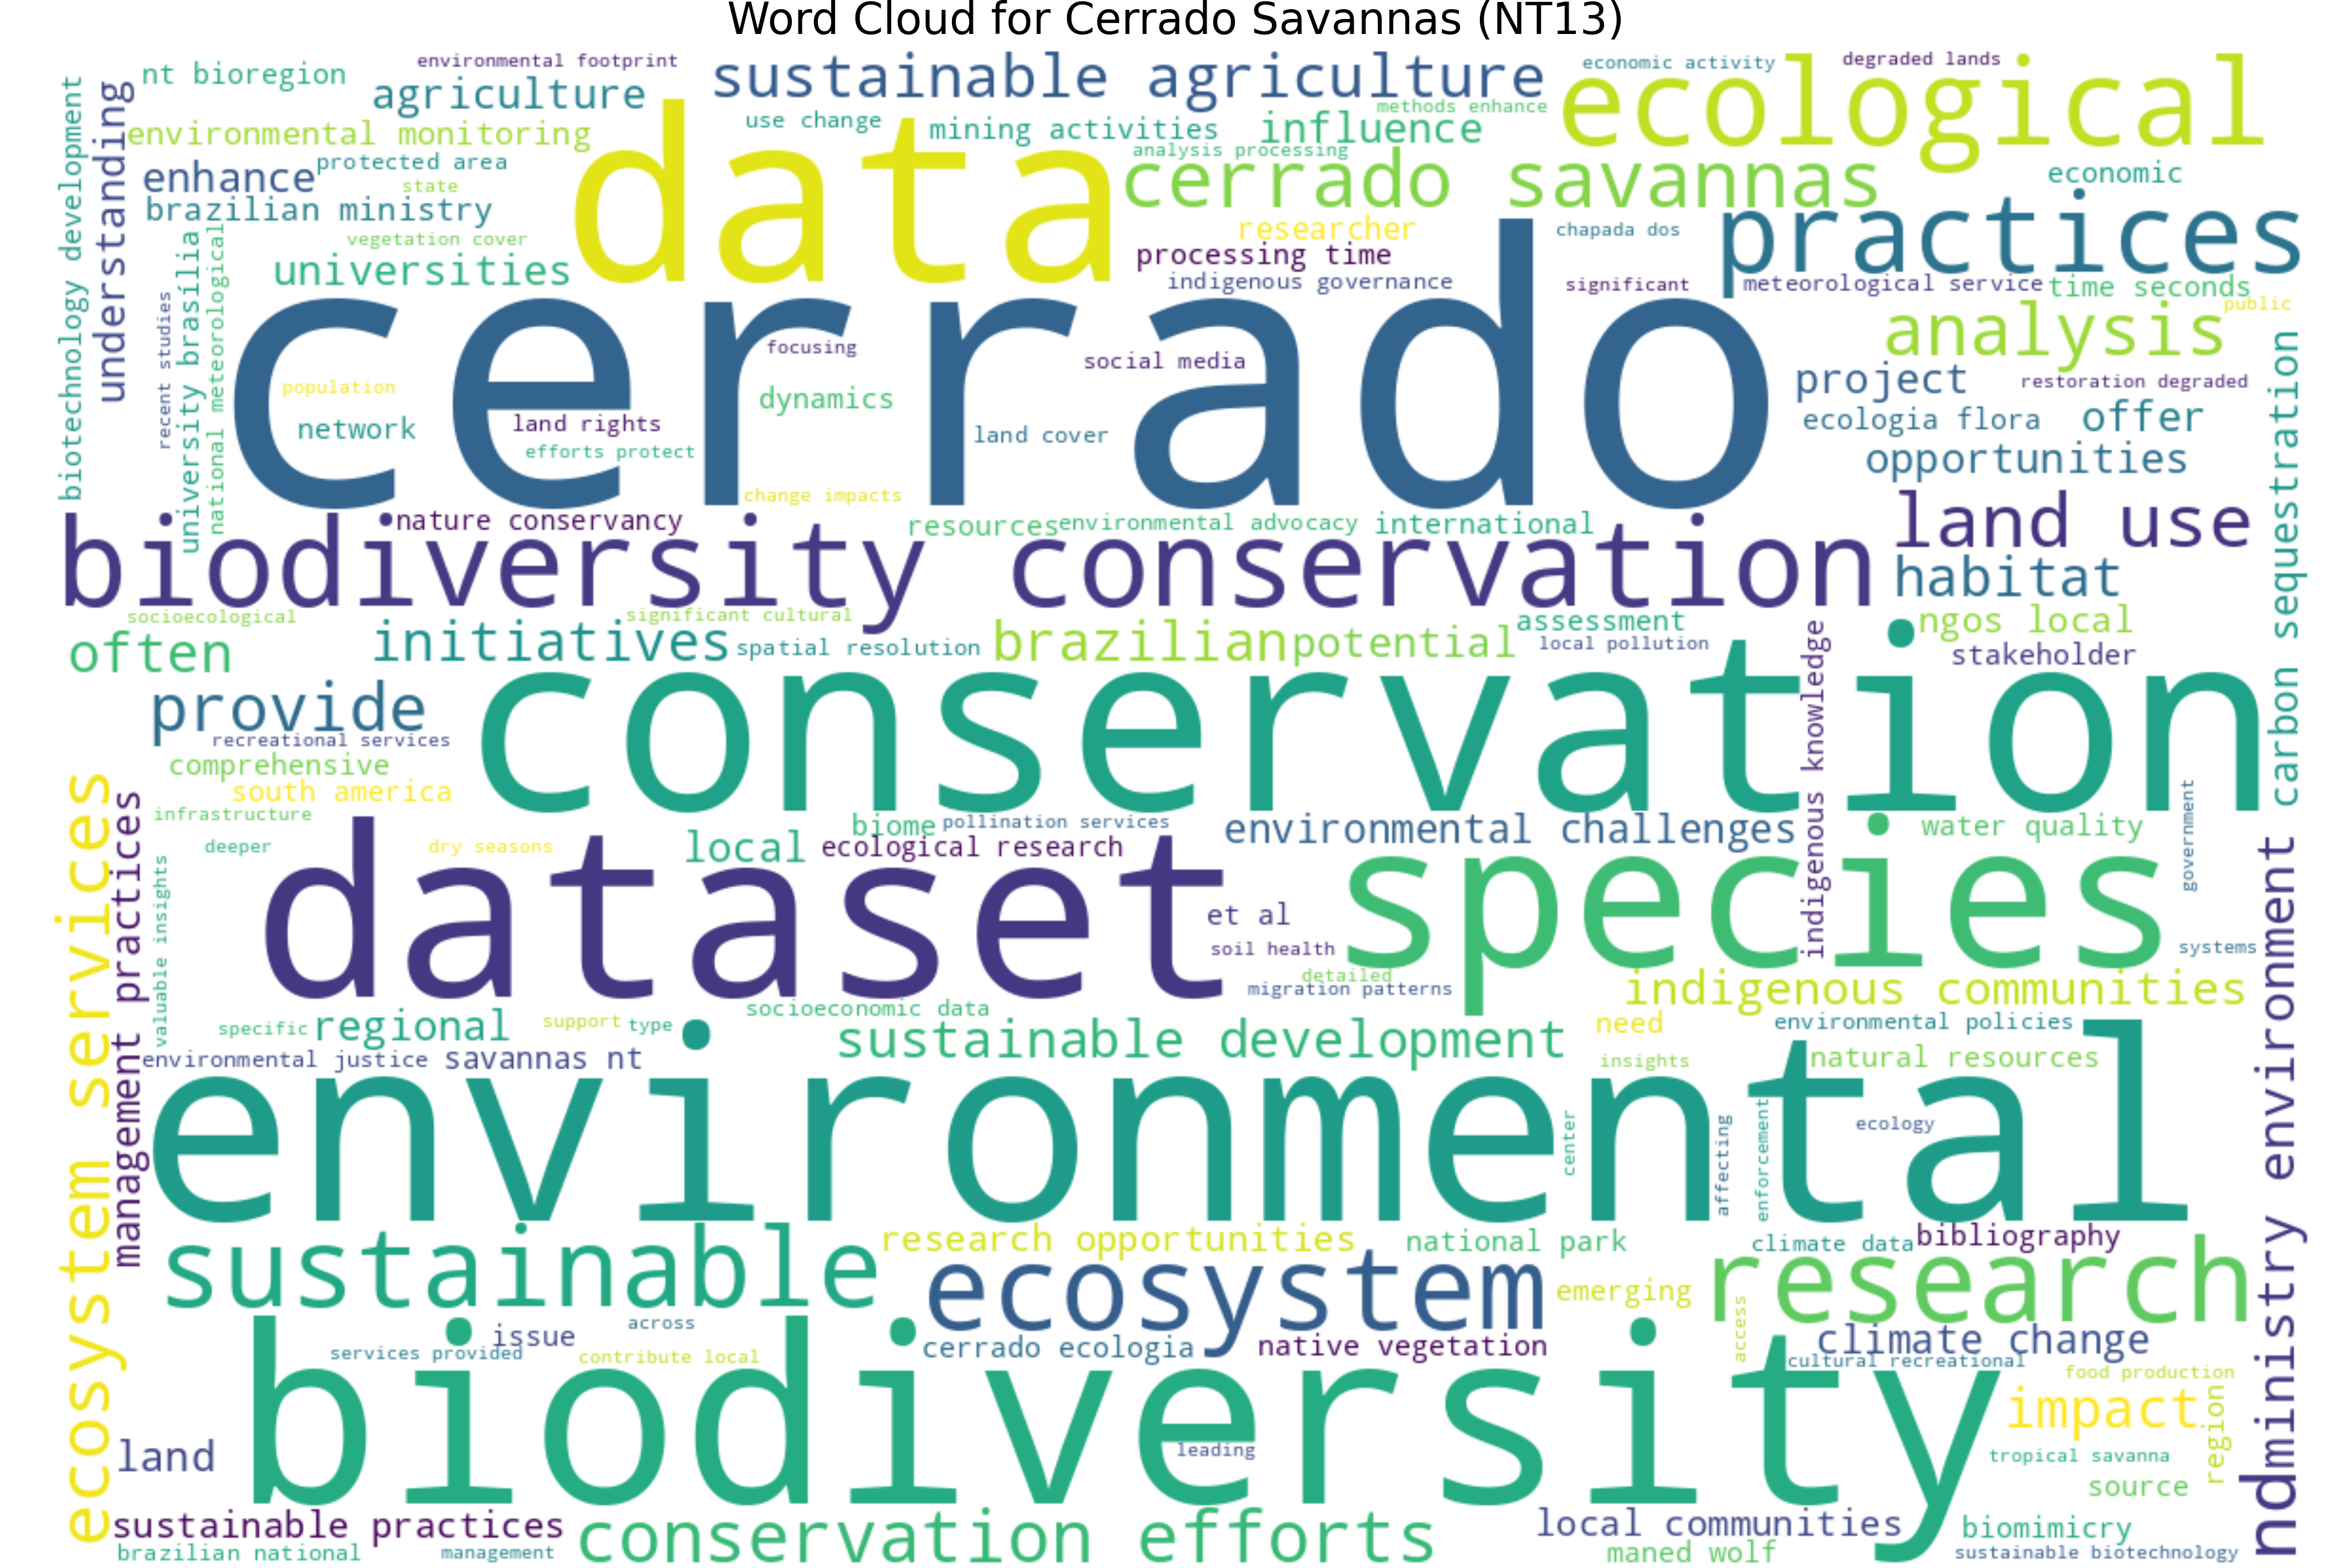 Word Cloud for Cerrado Savannas (NT13)
environmental footprint
nt bioregion
agriculture
sustainable agriculture
economic activity
degraded lands
ecological
methods enhance
use change
mining activities
influence
environmental monitoring
data
analysis processing
protected area
enhance
state
cerrado savannas
economic
brazilian ministry
practices
researcher
chapada dos
vegetation cover
processing time
universities
indigenous governance
significant
meteorological service
time seconds
public
biotechnology development
understanding
recent studies
university brasília
national meteorological
cerrado
analysis
focusing
social media
project
restoration degraded
population
dynamics
land rights
network
land cover
ecologia flora
offer
efforts protect
opportunities
change impacts
carbon sequestration
nature conservancy
resources
environmental advocacy
international
land use
biodiversity conservation
habitat
socioecological
significant cultural
assessment
ngos local
often
initiatives
spatial resolution
brazilian
potential
local pollution
stakeholder
provide
conservation
indigenous knowledge
recreational services
comprehensive
south america
infrastructure
biome
pollination services
environmental challenges
water quality
government
deeper
dry seasons
local
ecological research
ecosystem services
management practices
valuable insights
dataset
species
et al
soil health
systems
detailed
migration patterns
indigenous communities
socioeconomic data
specific
regional
support
type
sustainable development
need
environmental policies
environmental justice
savannas nt
insights
natural resources
environmental
center
affecting
enforcement
ecology
ministry environment
sustainable
research opportunities
national park
climate data
bibliography
ecosystem
emerging
research
access
across
issue
cerrado ecologia
native vegetation
climate change
services provided
contribute local
cultural recreational
food production
biodiversity
impact
region
land
leading
tropical savanna
source
nd
sustainable practices
conservation efforts
local communities
biomimicry
brazilian national
management
maned wolf
sustainable biotechnology